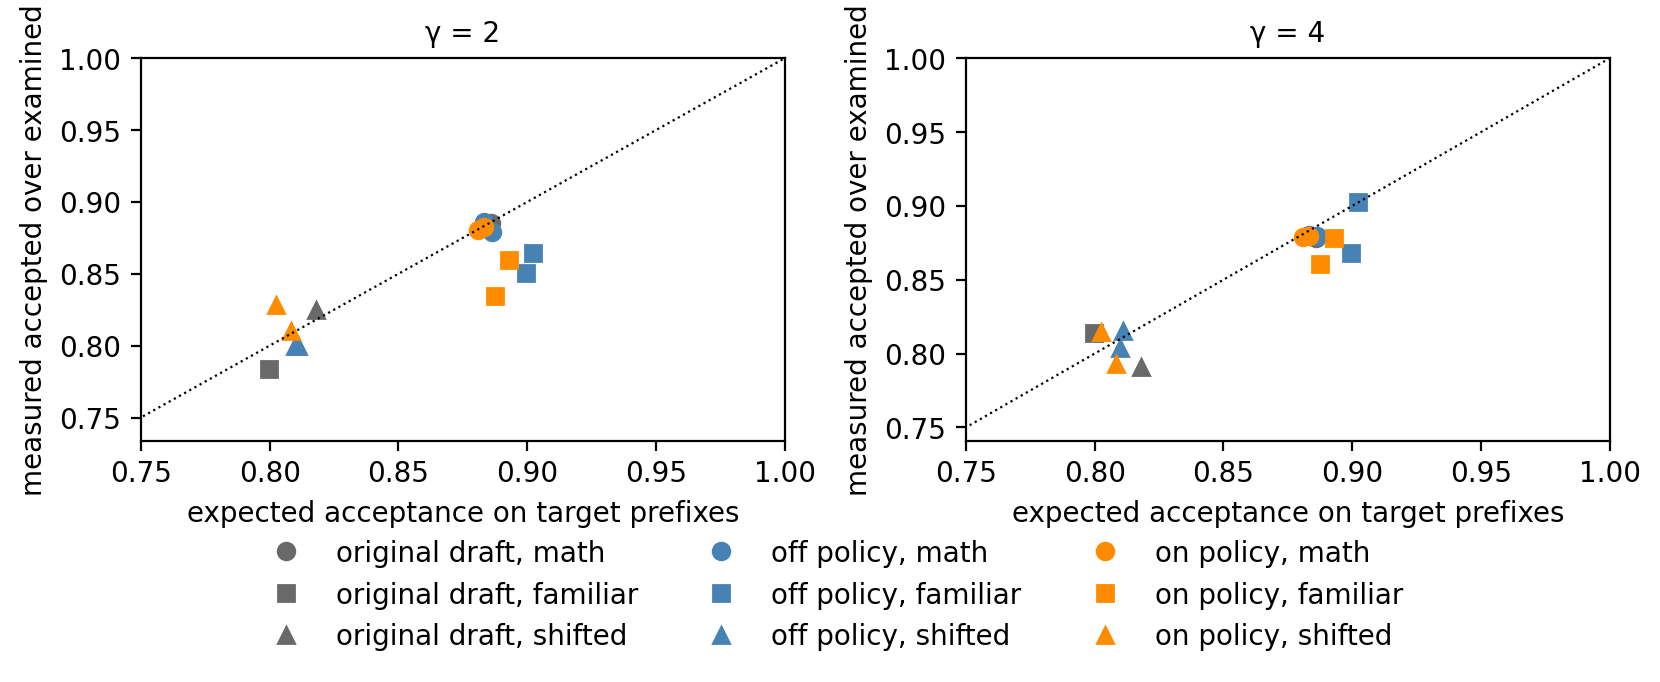 γ = 2
measured accepted over examined
1.00
0.95
0.90
0.85
0.80
0.75
0.75 0.80 0.85 0.90 0.95 1.00
expected acceptance on target prefixes
γ = 4
measured accepted over examined
1.00
0.95
0.90
0.85
0.80
0.75
0.75 0.80 0.85 0.90 0.95 1.00
expected acceptance on target prefixes
original draft, math
original draft, familiar
original draft, shifted
off policy, math
off policy, familiar
off policy, shifted
on policy, math
on policy, familiar
on policy, shifted